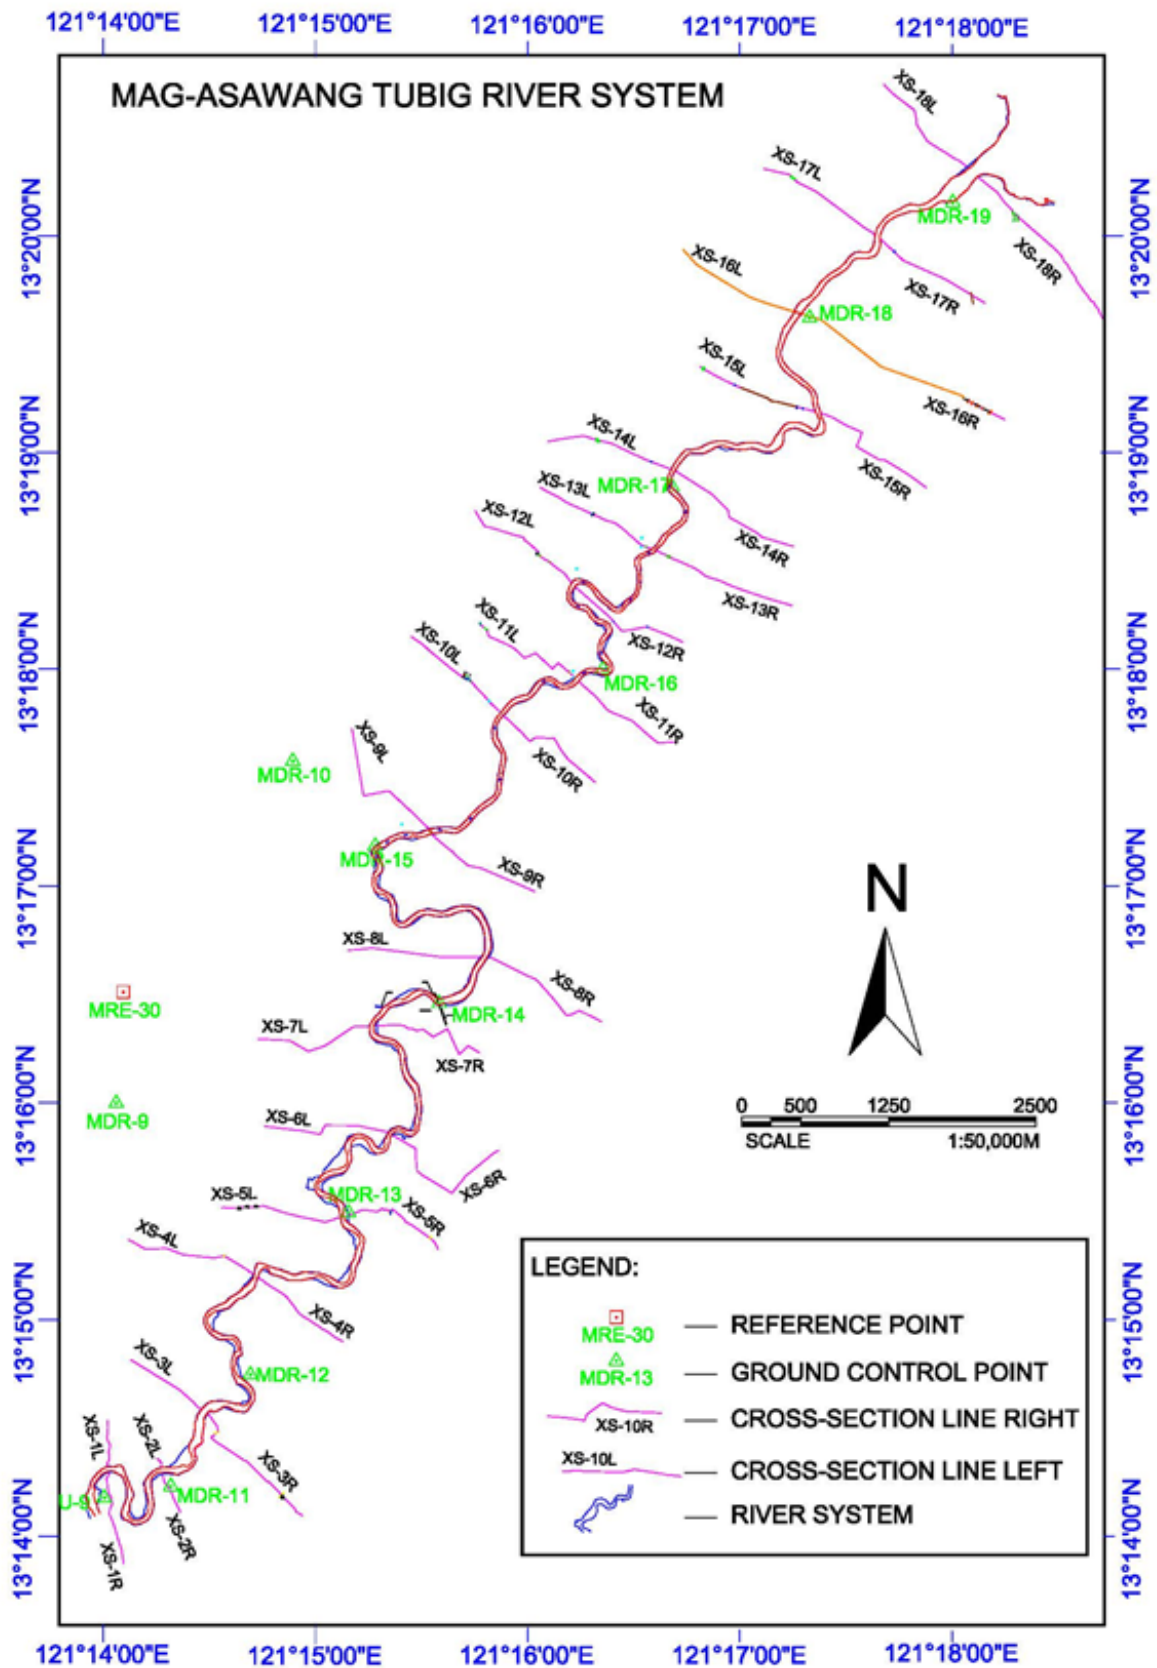 121°14'00"E 121°15'00"E 121°16'00"E 121°17'00"E 121°18'00"E
MAG-ASAWANG TUBIG RIVER SYSTEM
XS-18L
XS-17L
13°20'00"N
MDR-19
13°20'00"N
XS-18R
XS-16L
XS-17R
MDR-18
XS-15L
XS-16R
13°19'00"N
XS-14L
13°19'00"N
XS-15R
MDR-17
XS-13L
XS-12L
XS-14R
XS-13R
XS-11L
XS-12R
XS-10L
13°18'00"N
MDR-16
13°18'00"N
XS-11R
XS-9L
XS-10R
MDR-10
MDR-15
XS-9R
13°17'00"N
N
13°17'00"N
XS-8L
XS-8R
MRE-30
MDR-14
XS-7L
XS-7R
13°16'00"N
MDR-9
XS-6L
0 500 1250 2500
SCALE 1:50,000M
13°16'00"N
XS-6R
XS-5L
MDR-13
XS-5R
XS-4L
XS-4R
13°15'00"N
13°15'00"N
XS-3L
MDR-12
XS-1L
XS-2L
XS-3R
U-9
MDR-11
XS-2R
XS-1R
13°14'00"N
13°14'00"N
LEGEND:
MRE-30 — REFERENCE POINT
MDR-13 — GROUND CONTROL POINT
XS-10R — CROSS-SECTION LINE RIGHT
XS-10L — CROSS-SECTION LINE LEFT
— RIVER SYSTEM
121°14'00"E 121°15'00"E 121°16'00"E 121°17'00"E 121°18'00"E